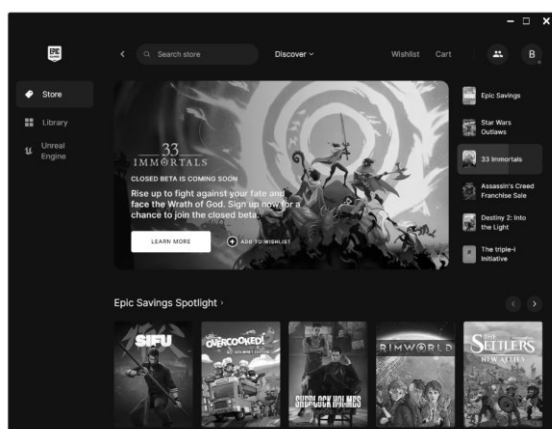 EPIC
GAMES
Search store
Discover
Wishlist
Cart
B
Store
Library
Unreal
Engine
33
IMMORTALS
CLOSED BETA IS COMING SOON
Rise up to fight against your fate and
face the Wrath of God. Sign up now for a
chance to join the closed beta.
LEARN MORE
ADD TO WISHLIST
Epic Savings
Star Wars
Outlaws
33 Immortals
Assassin's Creed
Franchise Sale
Destiny 2: Into
the Light
The triple-i
Initiative
Epic Savings Spotlight
SIFU
OVERCOOKED!
SHERLOCK HOLMES
RIMWORLD
THE
SETTLERS
NEW ALLIES